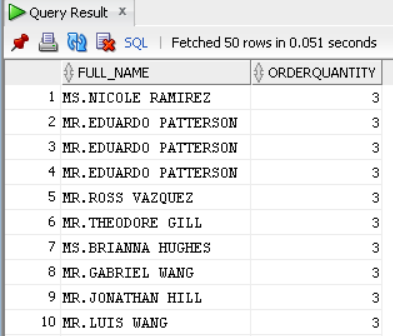 Query Result x
SQL | Fetched 50 rows in 0.051 seconds
FULL_NAME ORDERQUANTITY
1 MS.NICOLE RAMIREZ 3
2 MR.EDUARDO PATTERSON 3
3 MR.EDUARDO PATTERSON 3
4 MR.EDUARDO PATTERSON 3
5 MR.ROSS VAZQUEZ 3
6 MR.THEODORE GILL 3
7 MS.BRIANNA HUGHES 3
8 MR.GABRIEL WANG 3
9 MR.JONATHAN HILL 3
10 MR.LUIS WANG 3